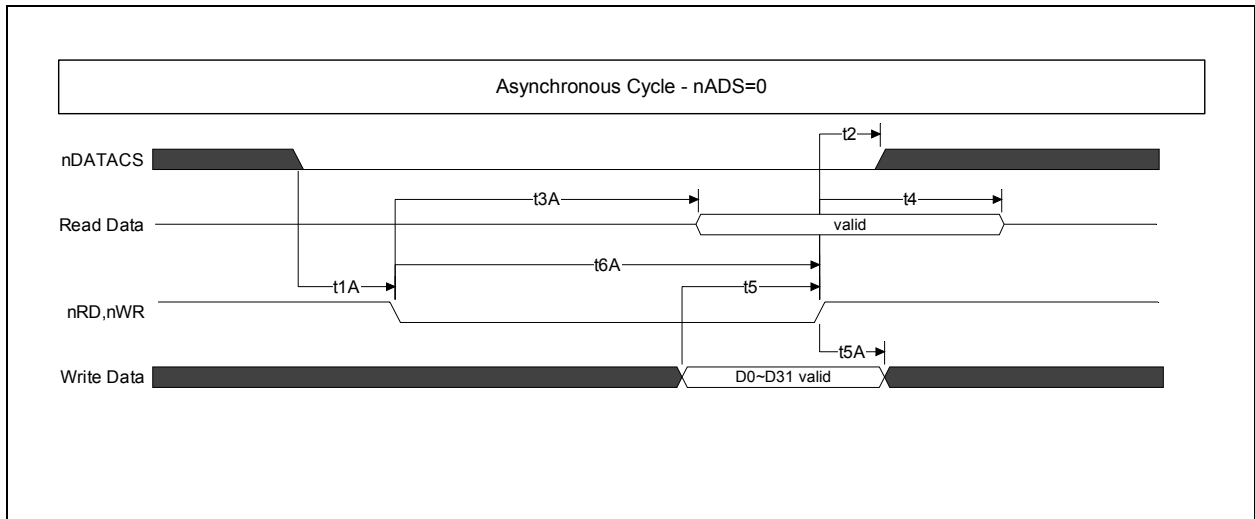 Asynchronous Cycle - nADS=0
t2
nDATACS
t3A
t4
Read Data
valid
t6A
t1A
t5
nRD,nWR
t5A
Write Data
D0~D31 valid